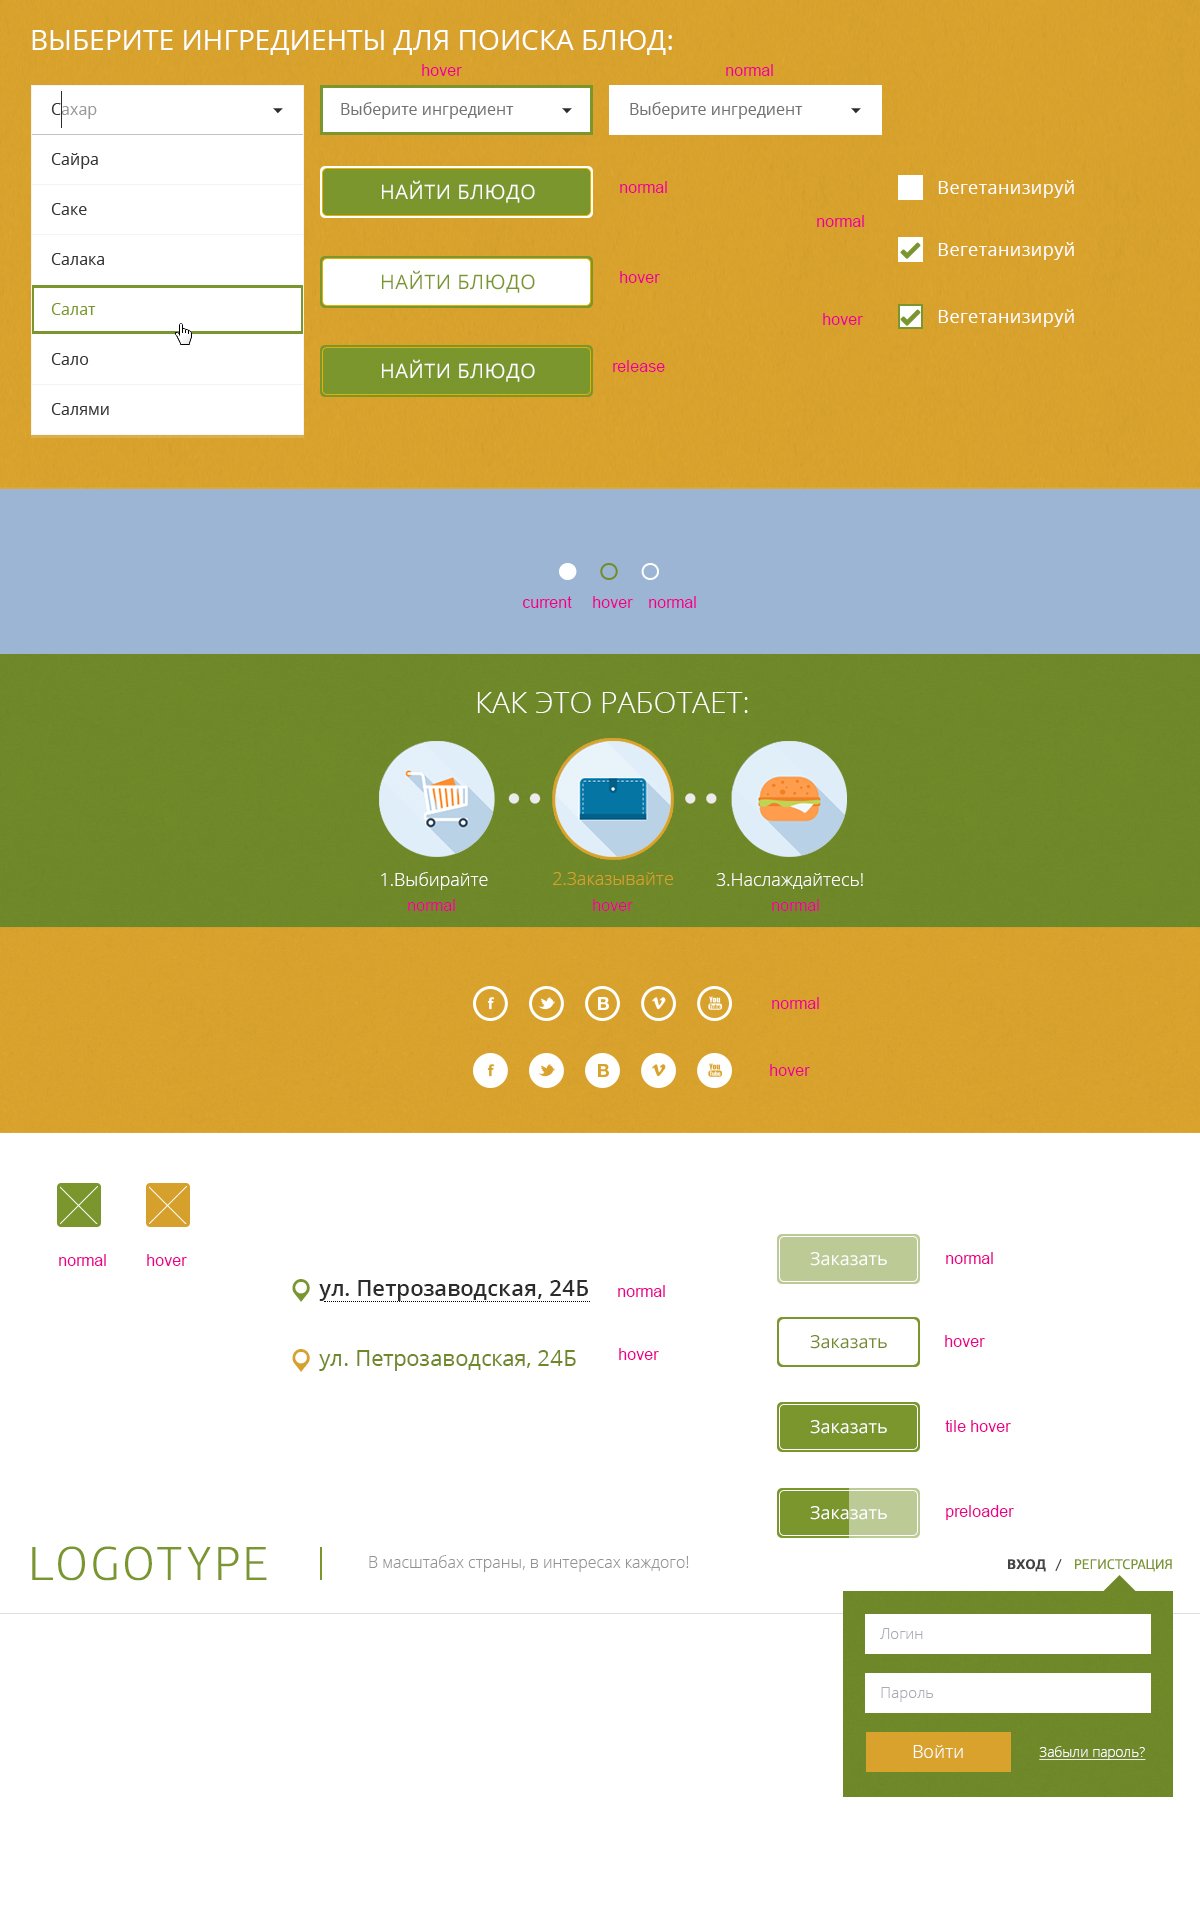 ВЫБЕРИТЕ ИНГРЕДИЕНТЫ ДЛЯ ПОИСКА БЛЮД:
hover
normal
Сахар
Выберите ингредиент
Выберите ингредиент
Сайра
Саке
Салака
Салат
Сало
Салями
НАЙТИ БЛЮДО
normal
НАЙТИ БЛЮДО
hover
НАЙТИ БЛЮДО
release
Вегетанизируй
normal
Вегетанизируй
hover
Вегетанизируй
current
hover
normal
КАК ЭТО РАБОТАЕТ:
1.Выбирайте
2.Заказывайте
3.Наслаждайтесь!
normal
hover
normal
f
B
v
You
Tube
normal
f
B
v
You
Tube
hover
normal
hover
ул. Петрозаводская, 24Б
normal
ул. Петрозаводская, 24Б
hover
Заказать
normal
Заказать
hover
Заказать
tile hover
Заказать
preloader
LOGOTYPE
В масштабах страны, в интересах каждого!
ВХОД / РЕГИСТСРАЦИЯ
Логин
Пароль
Войти
Забыли пароль?